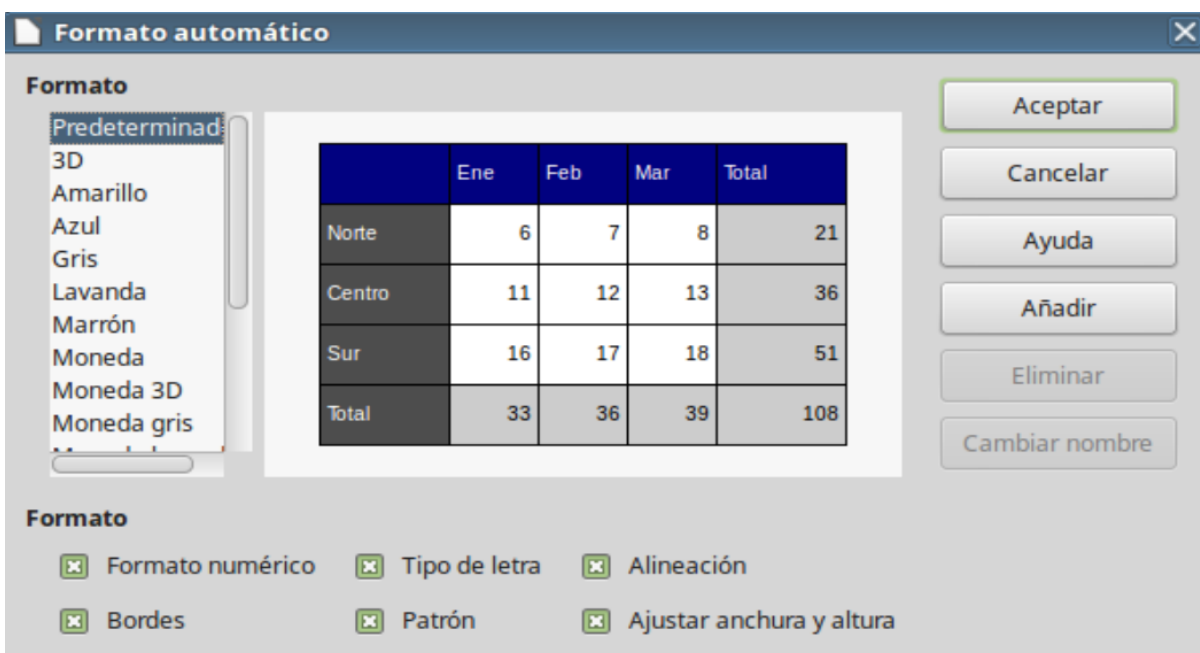 Formato automático
Formato
Predeterminad
3D
Amarillo
Azul
Gris
Lavanda
Marrón
Moneda
Moneda 3D
Moneda gris
Ene Feb Mar Total
Norte 6 7 8 21
Centro 11 12 13 36
Sur 16 17 18 51
Total 33 36 39 108
Aceptar
Cancelar
Ayuda
Añadir
Eliminar
Cambiar nombre
Formato
Formato numérico Tipo de letra Alineación
Bordes Patrón Ajustar anchura y altura